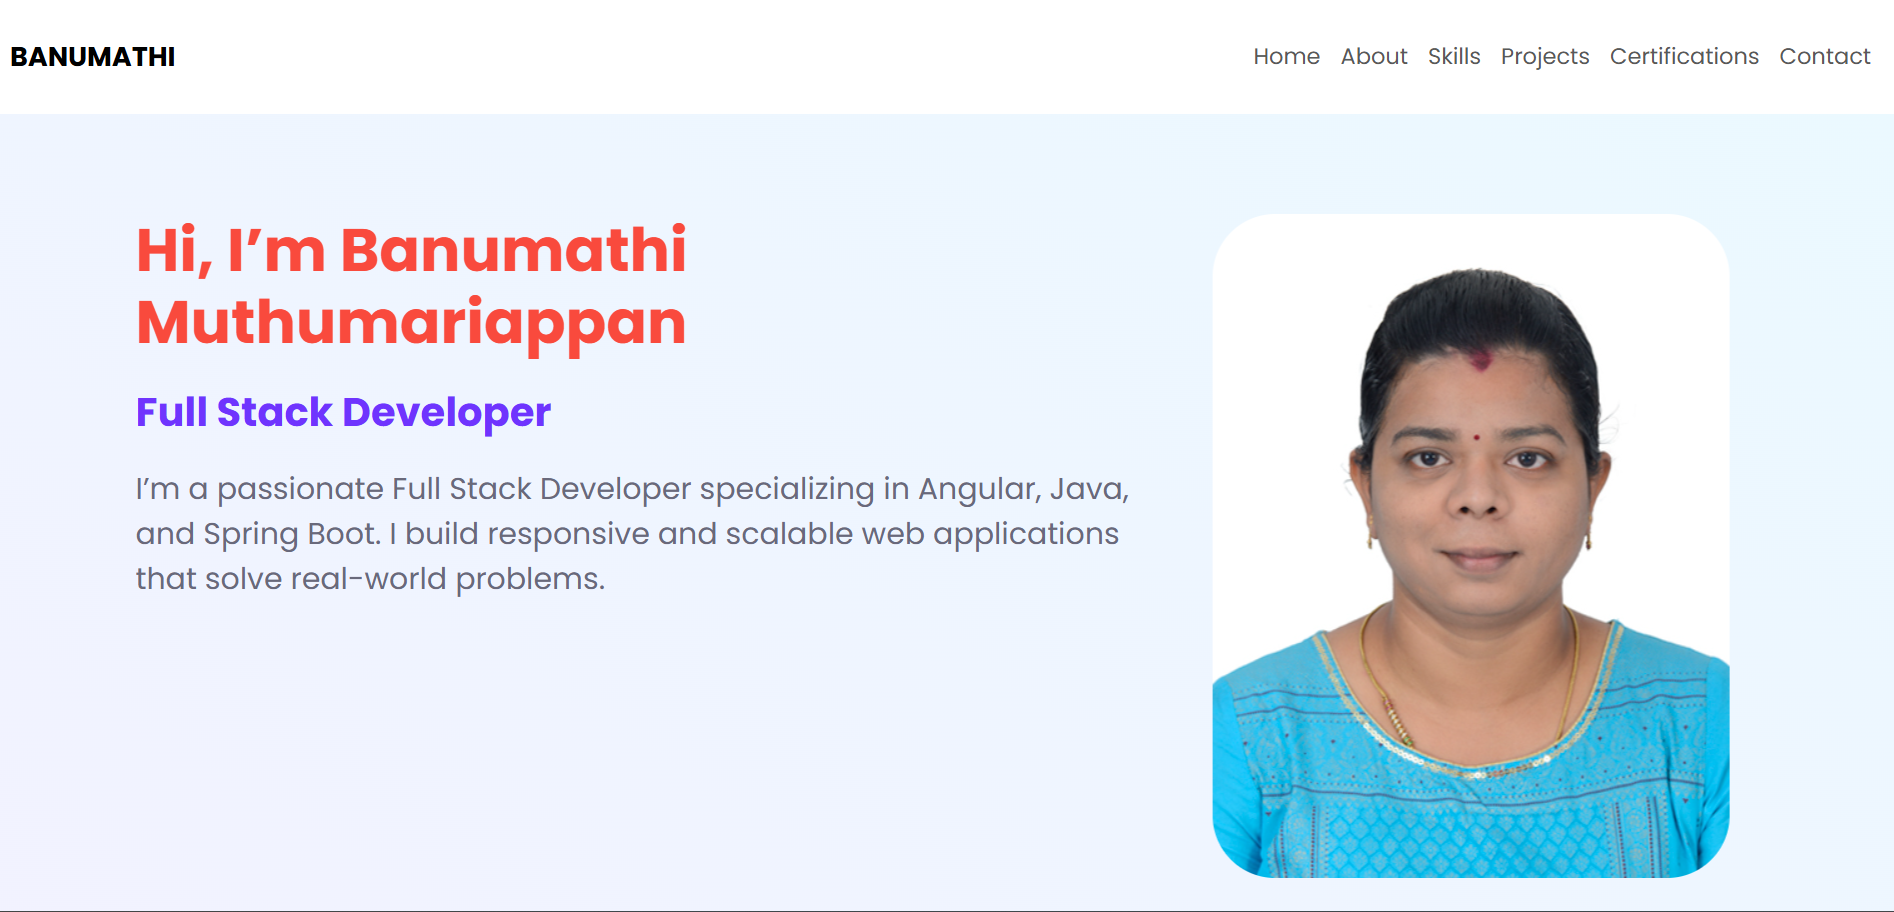 BANUMATHI
Home About Skills Projects Certifications Contact
Hi, I’m Banumathi
Muthumariappan
Full Stack Developer
I’m a passionate Full Stack Developer specializing in Angular, Java,
and Spring Boot. I build responsive and scalable web applications
that solve real-world problems.